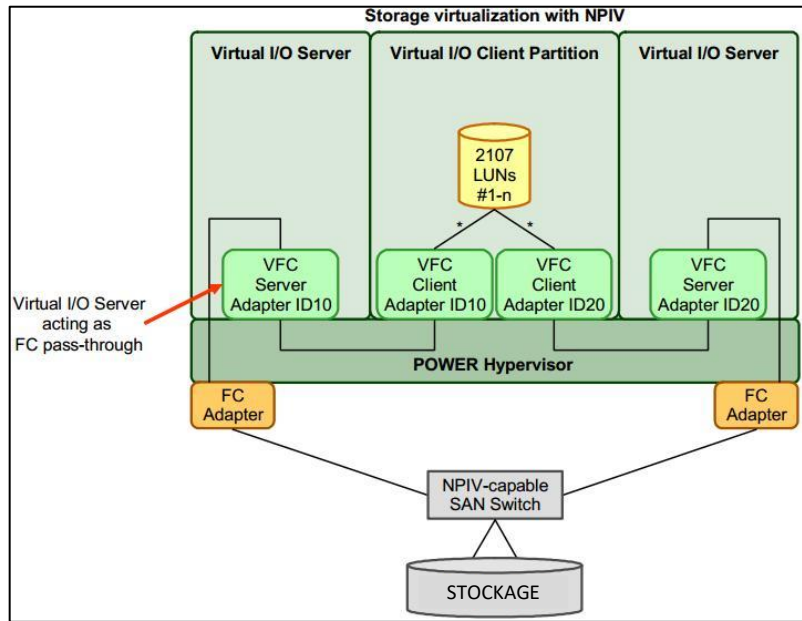 Storage virtualization with NPIV
Virtual I/O Server
Virtual I/O Client Partition
Virtual I/O Server
2107
LUNs
#1-n
*
*
VFC
Server
Adapter ID10
VFC
Client
Adapter ID10
VFC
Client
Adapter ID20
VFC
Server
Adapter ID20
Virtual I/O Server
acting as
FC pass-through
POWER Hypervisor
FC
Adapter
FC
Adapter
NPIV-capable
SAN Switch
STOCKAGE